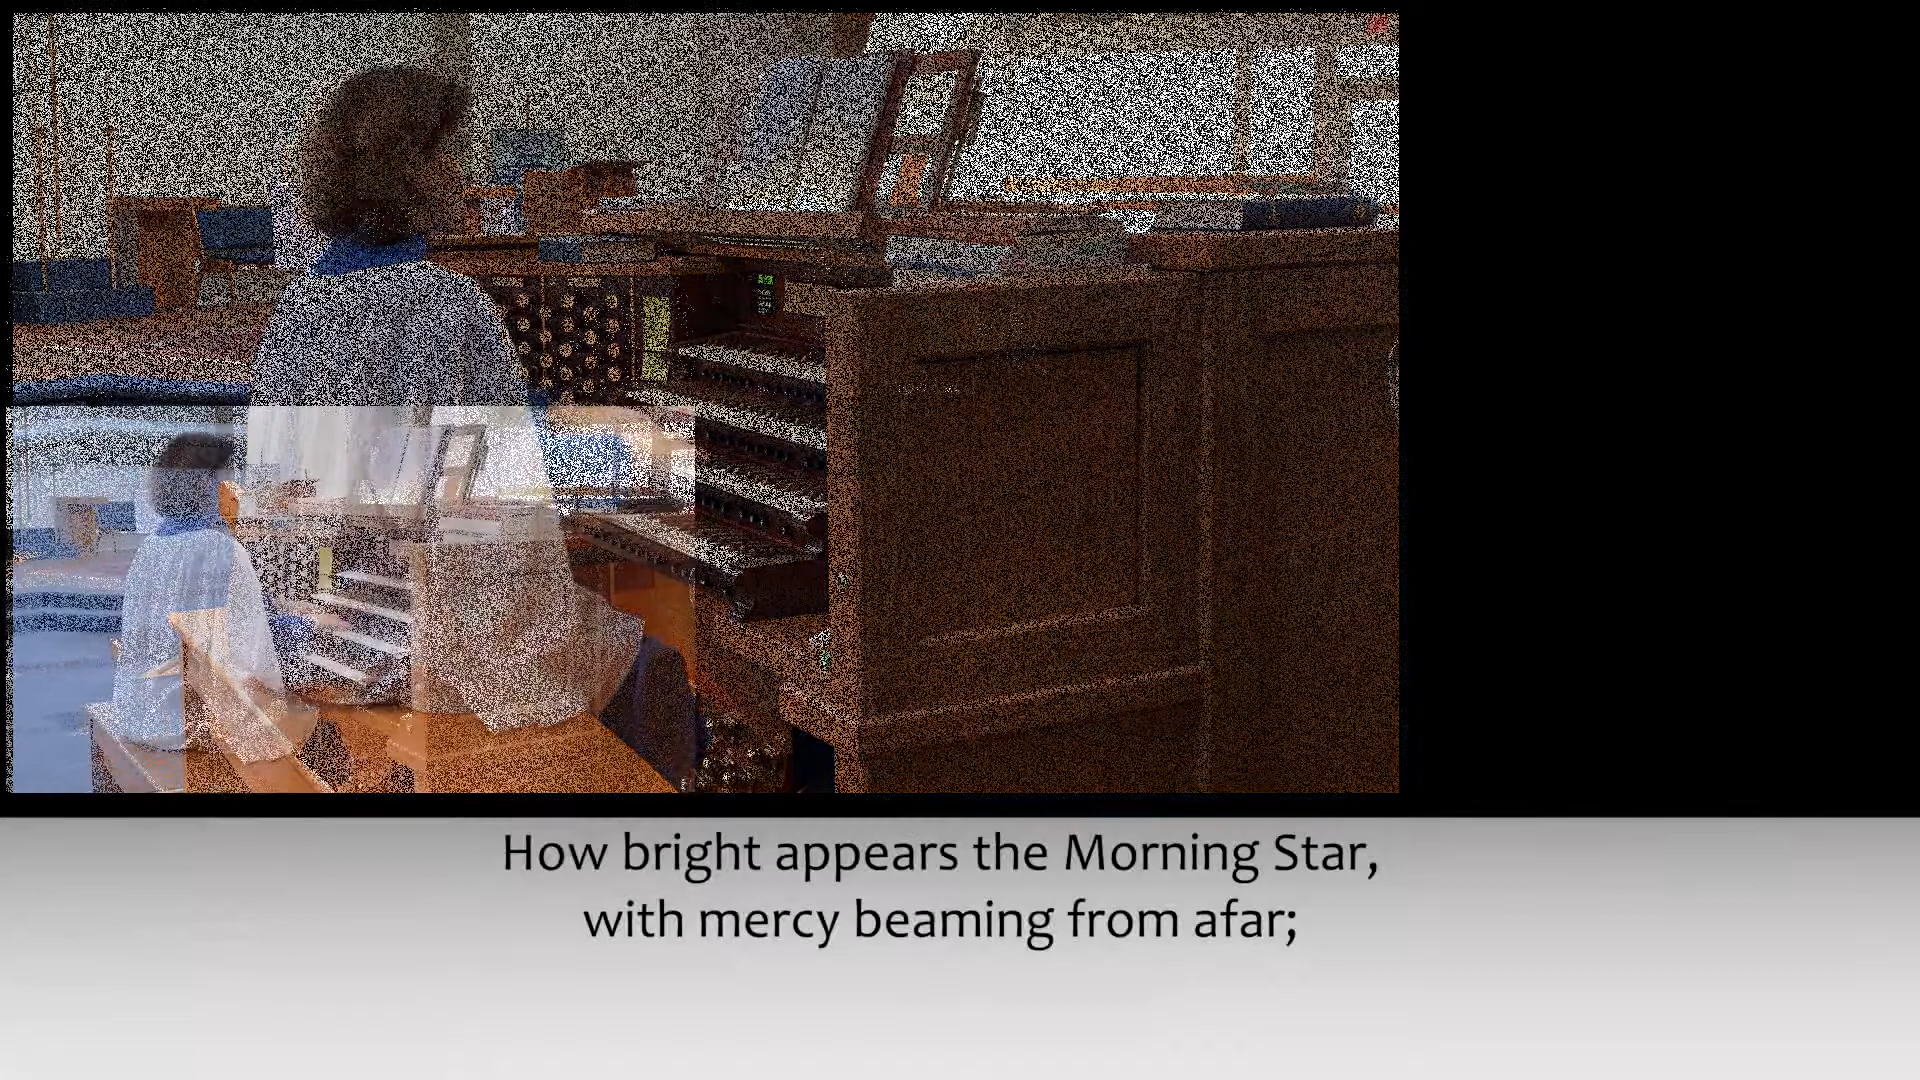 How bright appears the Morning Star,
with mercy beaming from afar;